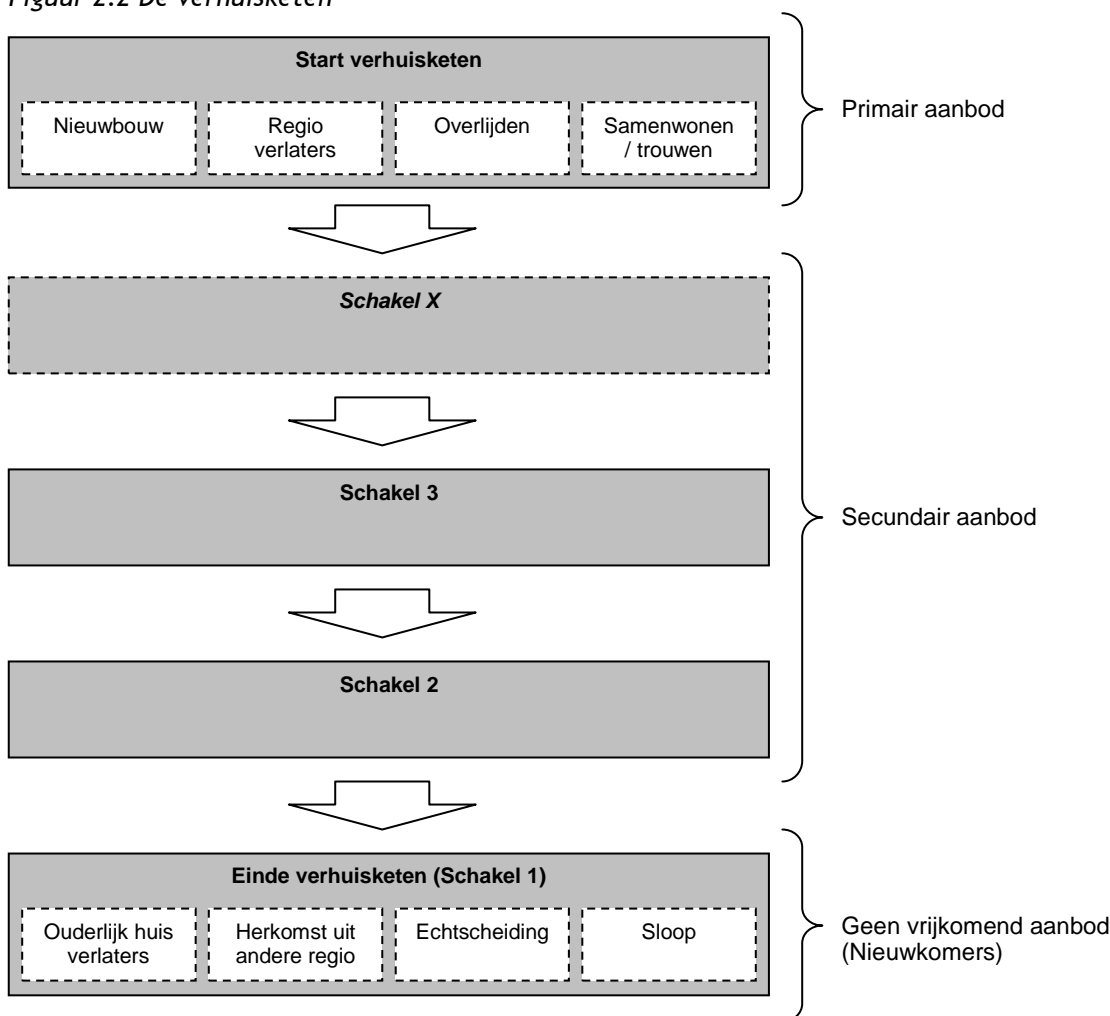 Figuur 2.2 De verhuisketen
Start verhuisketen
Nieuwbouw
Regio
verlaters
Overlijden
Samenwonen
/ trouwen
Primair aanbod
Schakel X
Schakel 3
Secundair aanbod
Schakel 2
Einde verhuisketen (Schakel 1)
Ouderlijk huis
verlaters
Herkomst uit
andere regio
Echtscheiding
Sloop
Geen vrijkomend aanbod
(Nieuwkomers)